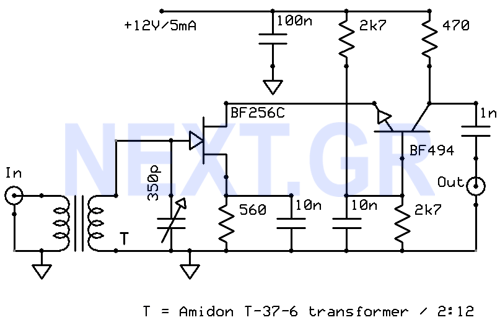 +12V/5mA
100n
2k7
470
BF256C
1n
BF494
NEXT.GR
In
350p
Out
560
10n
10n
2k7
T
T = Amidon T-37-6 transformer / 2:12